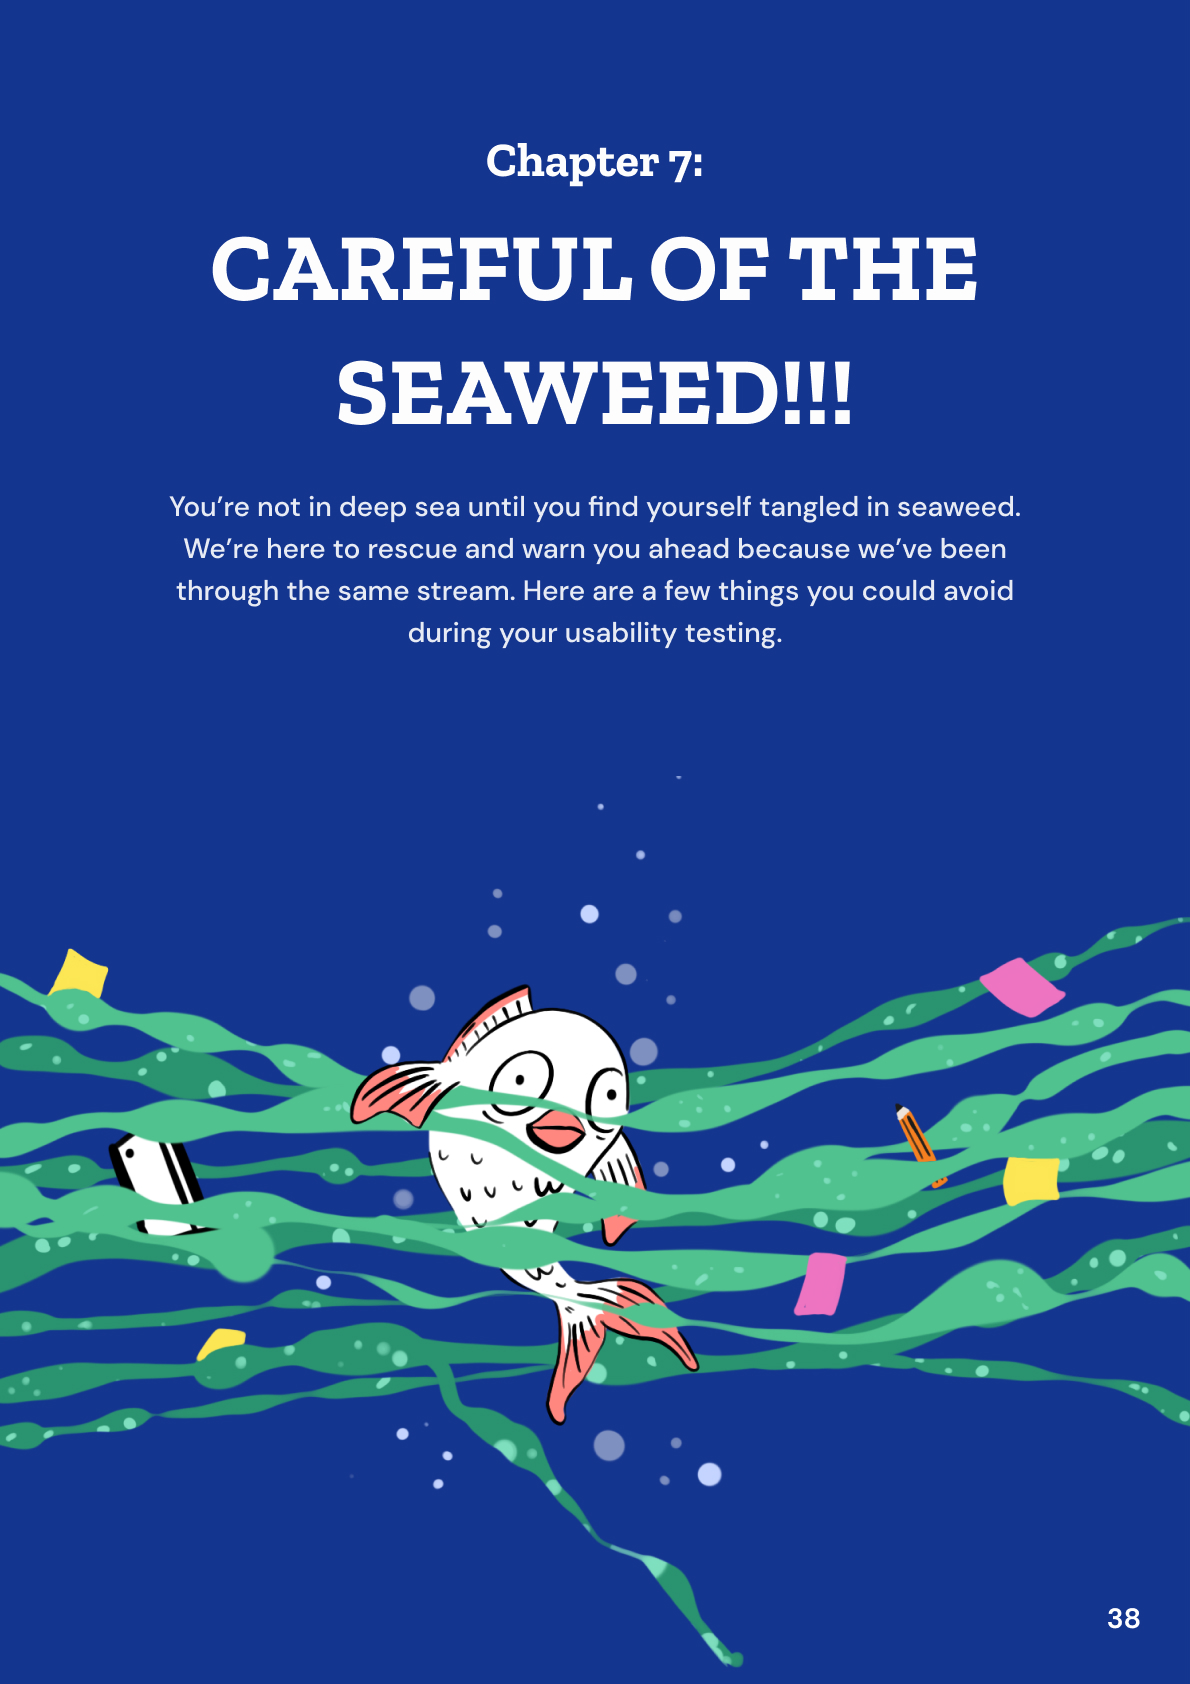 Chapter 7:
CAREFUL OF THE
SEAWEED!!!
You’re not in deep sea until you find yourself tangled in seaweed.
We’re here to rescue and warn you ahead because we’ve been
through the same stream. Here are a few things you could avoid
during your usability testing.
38